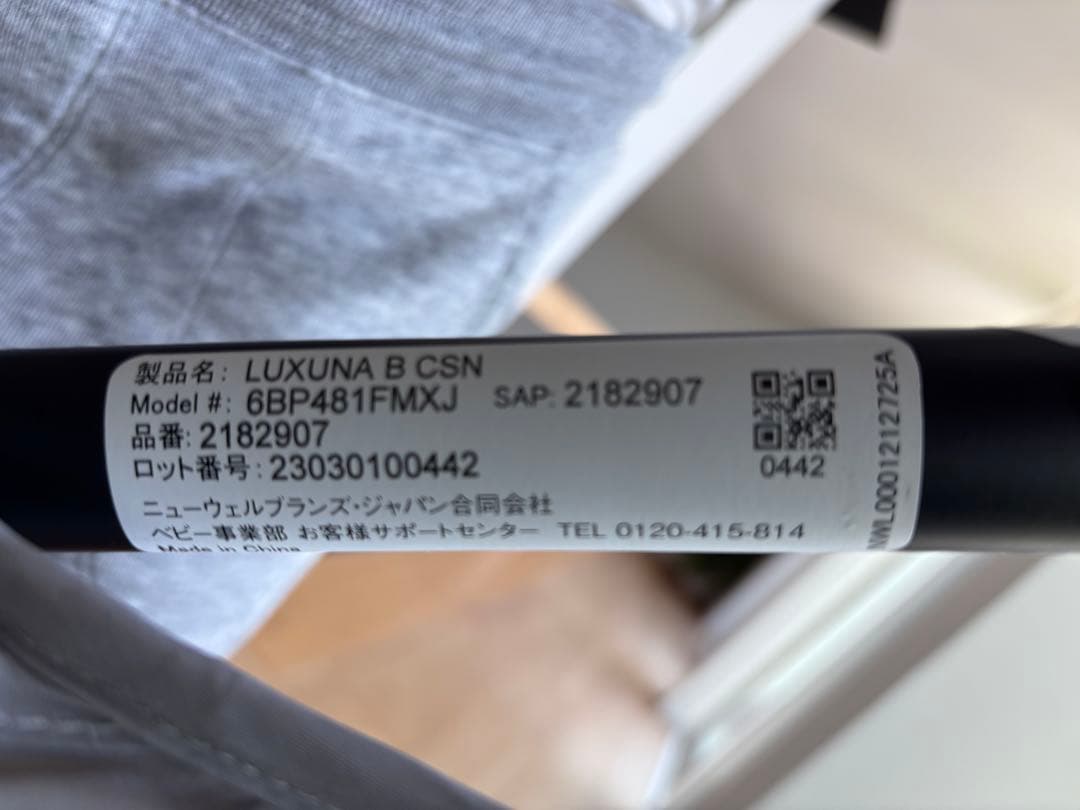 製品名: LUXUNA B CSN
Model #: 6BP481FMXJ SAP: 2182907
品番: 2182907
ロット番号: 23030100442
ニューウェルブランズ・ジャパン合同会社
ベビー事業部 お客様サポートセンター TEL 0120-415-814
Made in China
0442
NWL0001212725A